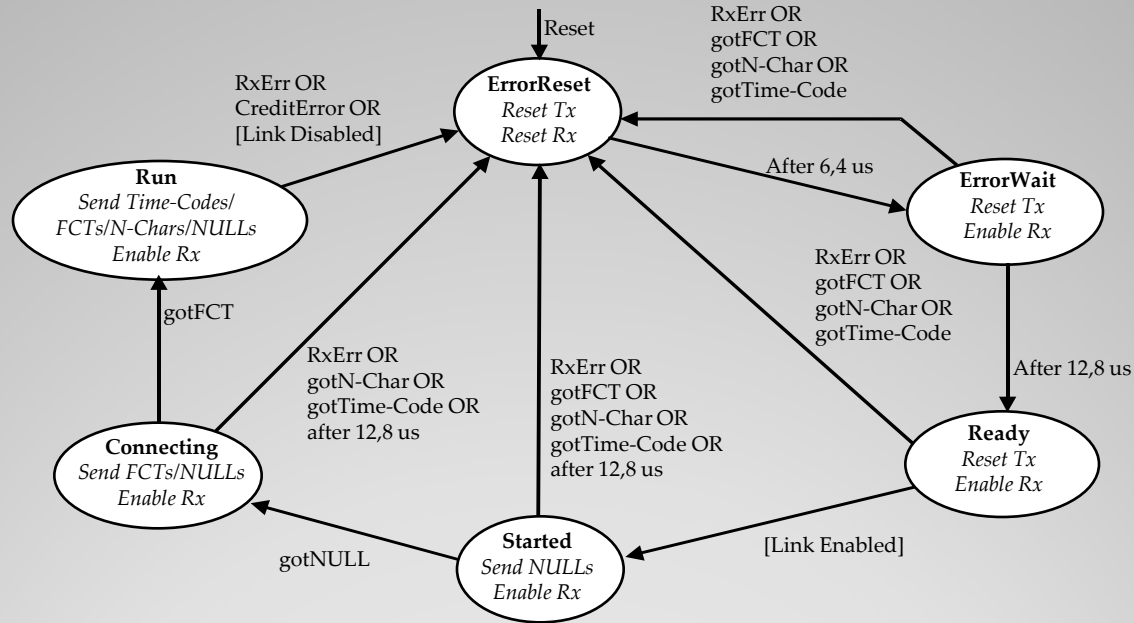 Reset
ErrorReset
Reset Tx
Reset Rx
RxErr OR
gotFCT OR
gotN-Char OR
gotTime-Code
RxErr OR
CreditError OR
[Link Disabled]
After 6,4 us
Run
Send Time-Codes/
FCTs/N-Chars/NULLs
Enable Rx
ErrorWait
Reset Tx
Enable Rx
RxErr OR
gotFCT OR
gotN-Char OR
gotTime-Code
gotFCT
After 12,8 us
RxErr OR
gotN-Char OR
gotTime-Code OR
after 12,8 us
RxErr OR
gotFCT OR
gotN-Char OR
gotTime-Code OR
after 12,8 us
Connecting
Send FCTs/NULLs
Enable Rx
Ready
Reset Tx
Enable Rx
gotNULL
Started
Send NULLs
Enable Rx
[Link Enabled]